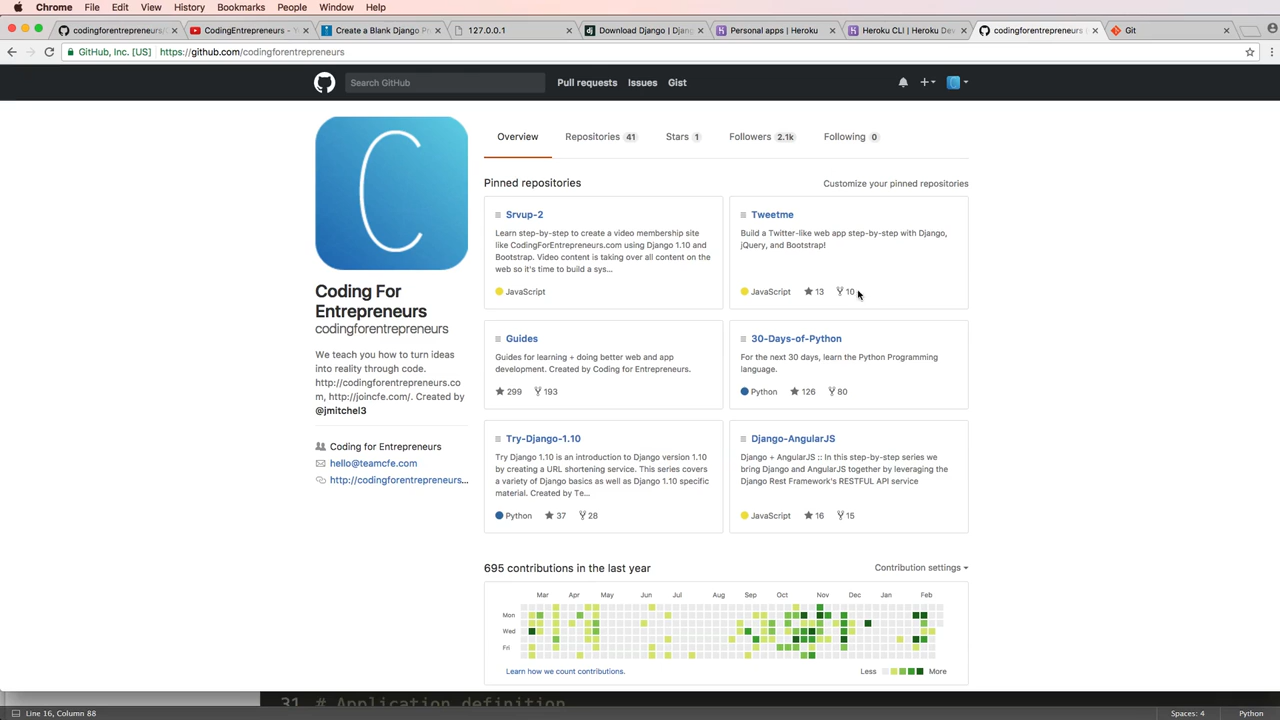 Chrome File Edit View History Bookmarks People Window Help
codingforentrepreneurs/ CodingEntrepreneurs - Y Create a Blank Django P 127.0.0.1 Download Django | Djan Personal apps | Heroku Heroku CLI | Heroku Dev codingforentrepreneurs Git
GitHub, Inc. [US] https://github.com/codingforentrepreneurs
Search GitHub Pull requests Issues Gist
Overview Repositories 41 Stars 1 Followers 2.1k Following 0
Pinned repositories Customize your pinned repositories
Srvup-2
Learn step-by-step to create a video membership site
like CodingForEntrepreneurs.com using Django 1.10 and
Bootstrap. Video content is taking over all content on the
web so it's time to build a sys...
JavaScript
Tweetme
Build a Twitter-like web app step-by-step with Django,
jQuery, and Bootstrap!
JavaScript 13 10
Coding For
Entrepreneurs
codingforentrepreneurs
We teach you how to turn ideas
into reality through code.
http://codingforentrepreneurs.co
m, http://joincfe.com/. Created by
@jmitchel3
Coding for Entrepreneurs
hello@teamcfe.com
http://codingforentrepreneurs...
Guides
Guides for learning + doing better web and app
development. Created by Coding for Entrepreneurs.
299 193
30-Days-of-Python
For the next 30 days, learn the Python Programming
language.
Python 126 80
Try-Django-1.10
Try Django 1.10 is an introduction to Django version 1.10
by creating a URL shortening service. This series covers
a variety of Django basics as well as Django 1.10 specific
material. Created by Te...
Python 37 28
Django-AngularJS
Django + AngularJS :: In this step-by-step series we
bring Django and AngularJS together by leveraging the
Django Rest Framework's RESTFUL API service
JavaScript 16 15
695 contributions in the last year Contribution settings
Mar Apr May Jun Jul Aug Sep Oct Nov Dec Jan Feb
Mon
Wed
Fri
Learn how we count contributions. Less More
31 # Application definition
Line 16, Column 88 Spaces: 4 Python